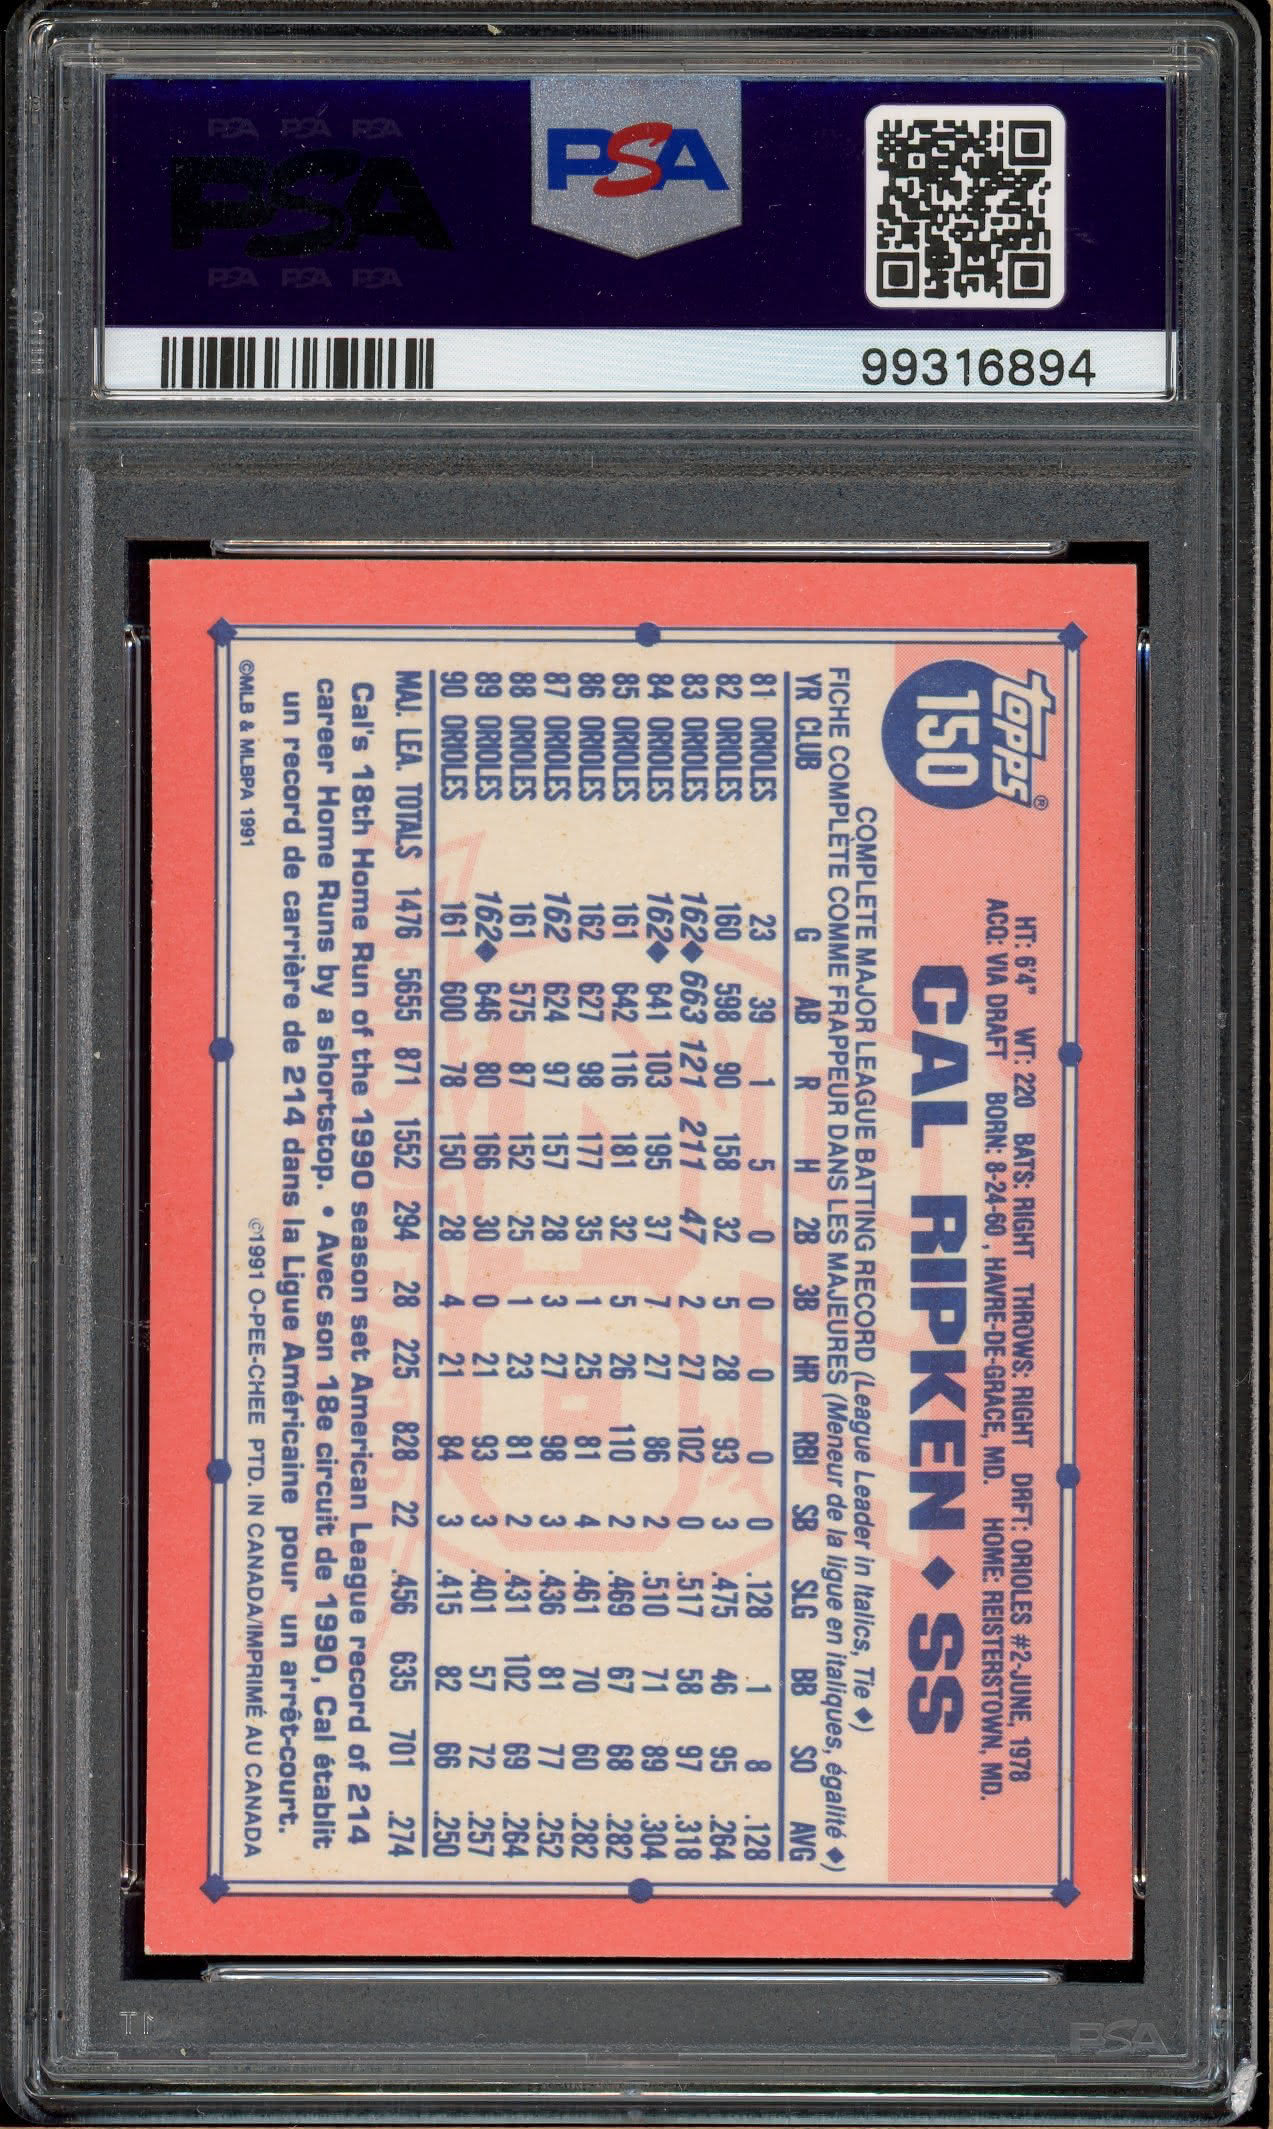 PSA PSA PSA
PSA
PSA PSA PSA
PSA
99316894
topps®
150
HT: 6'4" WT: 220 BATS: RIGHT THROWS: RIGHT DRFT: ORIOLES #2-JUNE, 1978
ACQ: VIA DRAFT BORN: 8-24-60 , HAVRE-DE-GRACE, MD. HOME: REISTERSTOWN, MD.
CAL RIPKEN ◆ SS
COMPLETE MAJOR LEAGUE BATTING RECORD (League Leader in Italics, Tie ◆)
FICHE COMPLÈTE COMME FRAPPEUR DANS LES MAJEURES (Meneur de la ligue en italiques, égalité ◆)
YR CLUB G AB R H 2B 3B HR RBI SB SLG BB SO AVG
81 ORIOLES 23 39 1 5 0 0 0 0 0 .128 1 8 .128
82 ORIOLES 160 598 90 158 32 5 28 93 3 .475 46 95 .264
83 ORIOLES 162◆ 663 121 211 47 2 27 102 0 .517 58 97 .318
84 ORIOLES 162◆ 641 103 195 37 7 27 86 2 .510 71 89 .304
85 ORIOLES 161 642 116 181 32 5 26 110 2 .469 67 68 .282
86 ORIOLES 162 627 98 177 35 1 25 81 4 .461 70 60 .282
87 ORIOLES 162 624 97 157 28 3 27 98 3 .436 81 77 .252
88 ORIOLES 161 575 87 152 25 1 23 81 2 .431 102 69 .264
89 ORIOLES 162◆ 646 80 166 30 0 21 93 3 .401 57 72 .257
90 ORIOLES 161 600 78 150 28 4 21 84 3 .415 82 66 .250
MAJ. LEA. TOTALS 1476 5655 871 1552 294 28 225 828 22 .456 635 701 .274
Cal's 18th Home Run of the 1990 season set American League record of 214
career Home Runs by a shortstop. • Avec son 18e circuit de 1990, Cal établit
un record de carrière de 214 dans la Ligue Américaine pour un arrêt-court.
©MLB & MLBPA 1991
©1991 O-PEE-CHEE PTD. IN CANADA/IMPRIMÉ AU CANADA
PSA